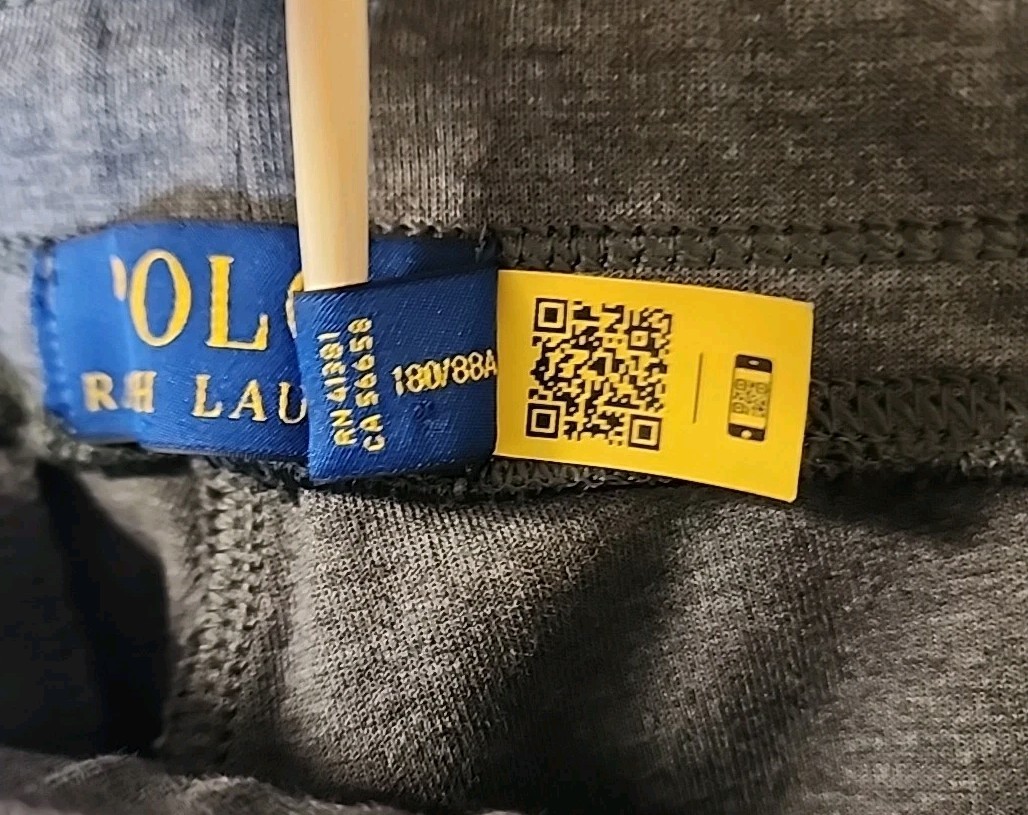 POLO
RALPH LAU
RN 41381
CA 56658
180/88A